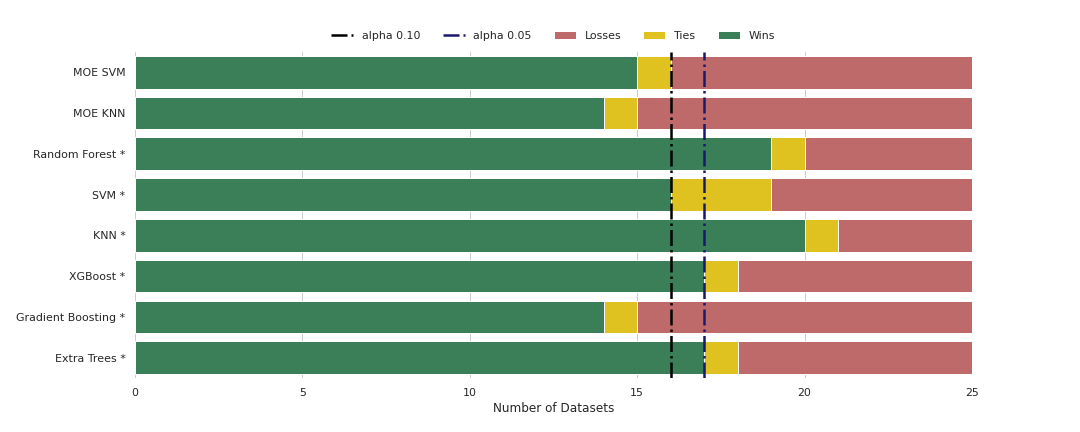 alpha 0.10 alpha 0.05 Losses Ties Wins
MOE SVM
MOE KNN
Random Forest *
SVM *
KNN *
XGBoost *
Gradient Boosting *
Extra Trees *
0 5 10 15 20 25
Number of Datasets